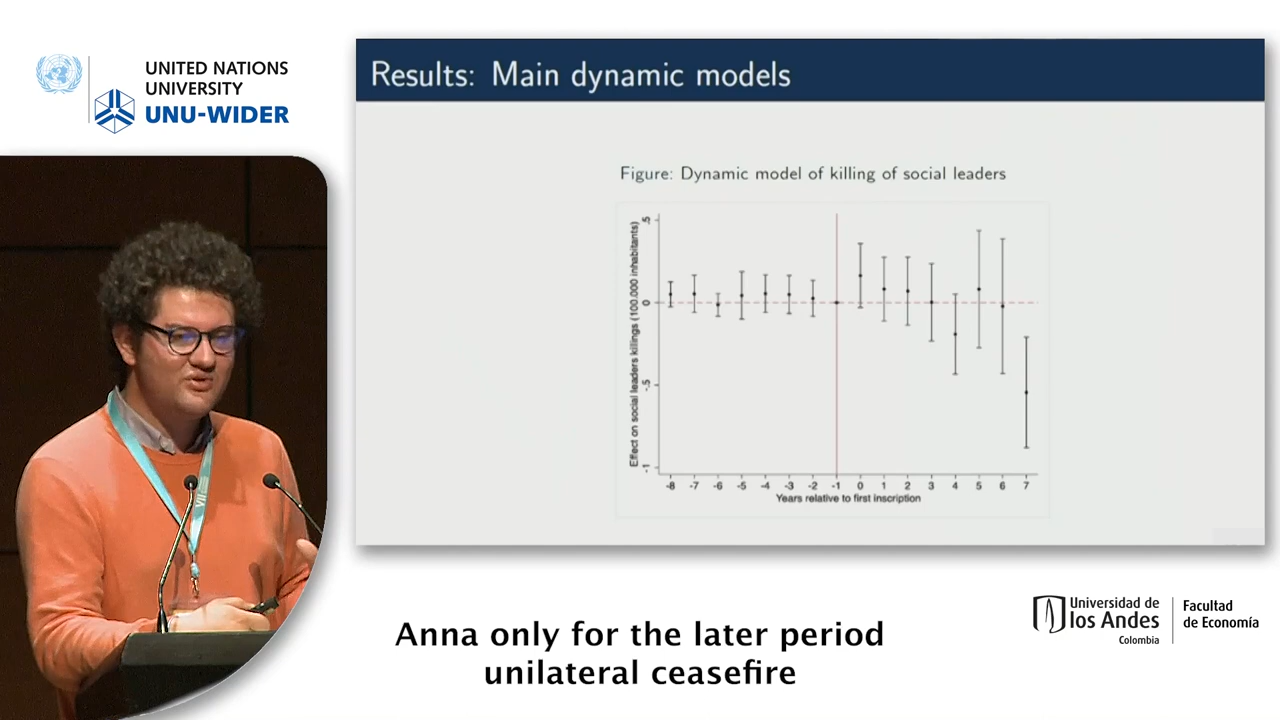 UNITED NATIONS
UNIVERSITY
UNU-WIDER
Results: Main dynamic models
Figure: Dynamic model of killing of social leaders
Effect on social leaders killings (100.000 inhabitants)
.5
0
-.5
-1
-8 -7 -6 -5 -4 -3 -2 -1 0 1 2 3 4 5 6 7
Years relative to first inscription
VII
Anna only for the later period
unilateral ceasefire
Universidad de
los Andes
Colombia
Facultad
de Economía